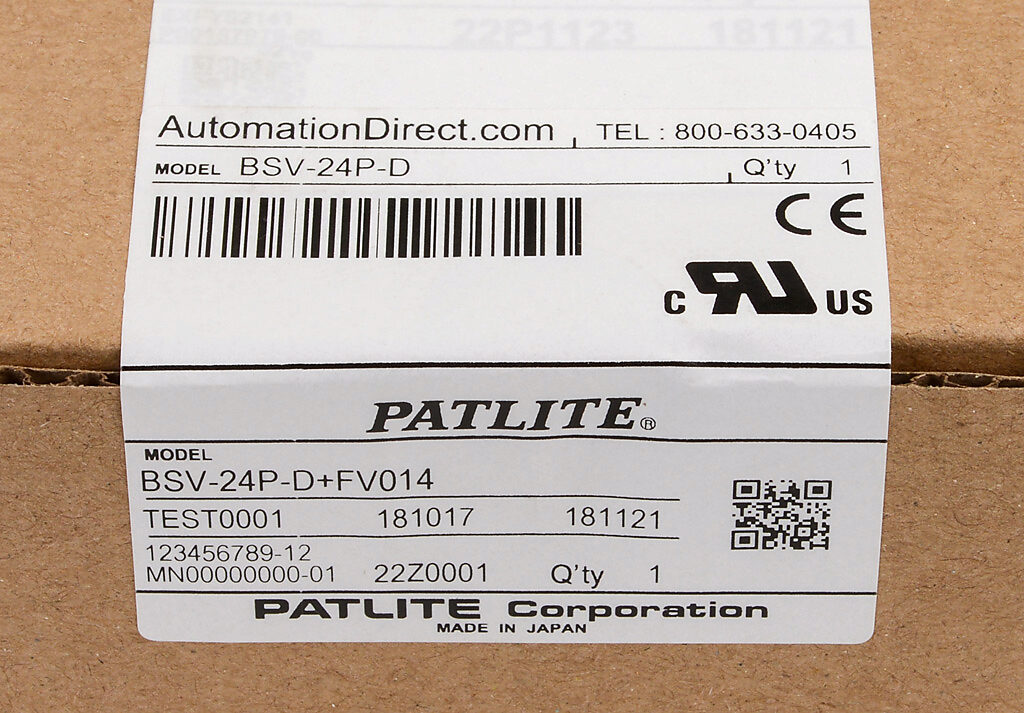 22P1123 181121
AutomationDirect.com TEL : 800-633-0405
MODEL BSV-24P-D Q'ty 1
CE
C RU US
PATLITE®
MODEL
BSV-24P-D+FV014
TEST0001 181017 181121
123456789-12
MN00000000-01 22Z0001 Q'ty 1
PATLITE Corporation
MADE IN JAPAN